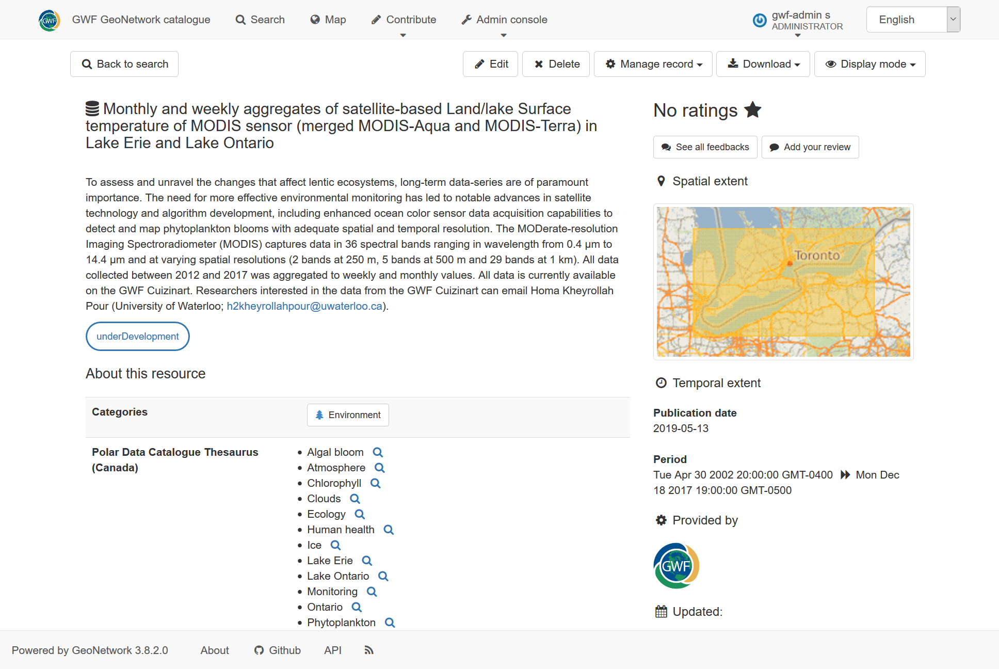 GWF GWF GeoNetwork catalogue Search Map Contribute Admin console gwf-admin s
ADMINISTRATOR
English
Back to search Edit Delete Manage record Download Display mode
Monthly and weekly aggregates of satellite-based Land/lake Surface
temperature of MODIS sensor (merged MODIS-Aqua and MODIS-Terra) in
Lake Erie and Lake Ontario
To assess and unravel the changes that affect lentic ecosystems, long-term data-series are of paramount
importance. The need for more effective environmental monitoring has led to notable advances in satellite
technology and algorithm development, including enhanced ocean color sensor data acquisition capabilities to
detect and map phytoplankton blooms with adequate spatial and temporal resolution. The MODerate-resolution
Imaging Spectroradiometer (MODIS) captures data in 36 spectral bands ranging in wavelength from 0.4 μm to
14.4 μm and at varying spatial resolutions (2 bands at 250 m, 5 bands at 500 m and 29 bands at 1 km). All data
collected between 2012 and 2017 was aggregated to weekly and monthly values. All data is currently available
on the GWF Cuizinart. Researchers interested in the data from the GWF Cuizinart can email Homa Kheyrollah
Pour (University of Waterloo; h2kheyrollahpour@uwaterloo.ca).
underDevelopment
About this resource
Categories
Environment
Polar Data Catalogue Thesaurus
(Canada)
Algal bloom
Atmosphere
Chlorophyll
Clouds
Ecology
Human health
Ice
Lake Erie
Lake Ontario
Monitoring
Ontario
Phytoplankton
No ratings
See all feedbacks Add your review
Spatial extent
Toronto
Temporal extent
Publication date
2019-05-13
Period
Tue Apr 30 2002 20:00:00 GMT-0400 Mon Dec
18 2017 19:00:00 GMT-0500
Provided by
GWF
Updated:
Powered by GeoNetwork 3.8.2.0 About Github API